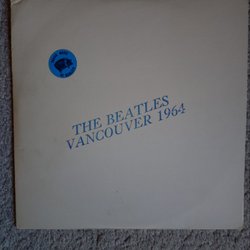 THE BEATLES
VANCOUVER 1964